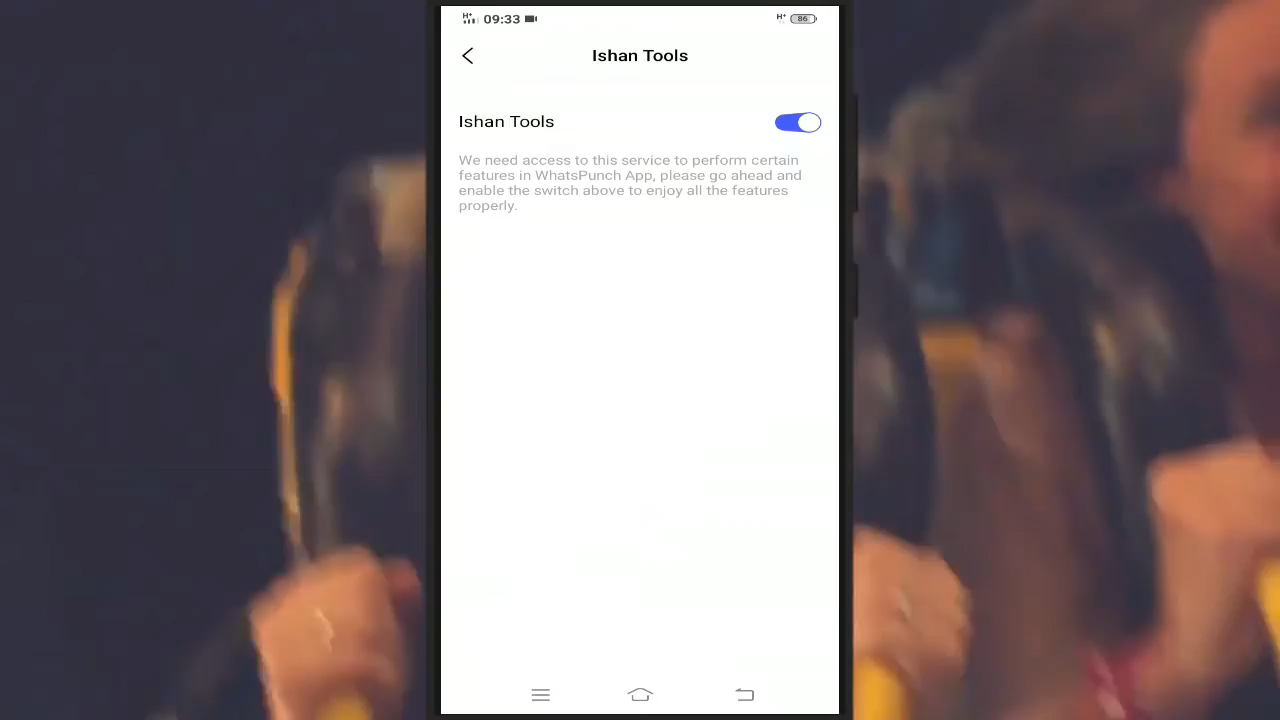 H+ 09:33 H+ 86
Ishan Tools
Ishan Tools
We need access to this service to perform certain
features in WhatsPunch App, please go ahead and
enable the switch above to enjoy all the features
properly.